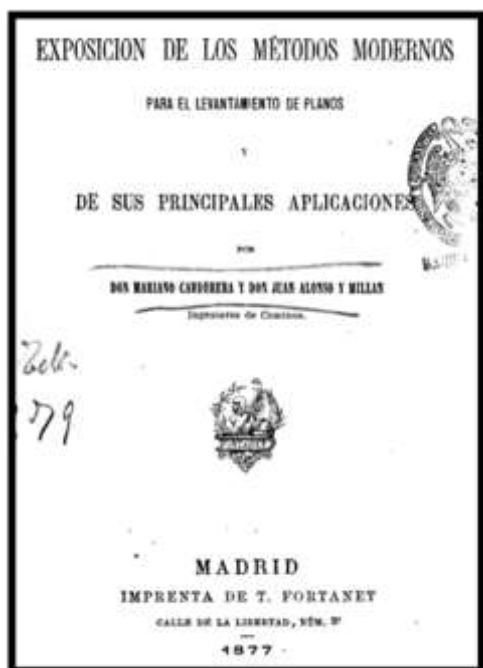 EXPOSICION DE LOS MÉTODOS MODERNOS
PARA EL LEVANTAMIENTO DE PLANOS
Y
DE SUS PRINCIPALES APLICACIONES
POR
DON MARIANO CARDERERA Y DON JUAN ALONSO Y MILLAN
Ingenieros de Caminos.
579
MADRID
IMPRENTA DE T. FORTANET
CALLE DE LA LIBERTAD, NÚM.
1877